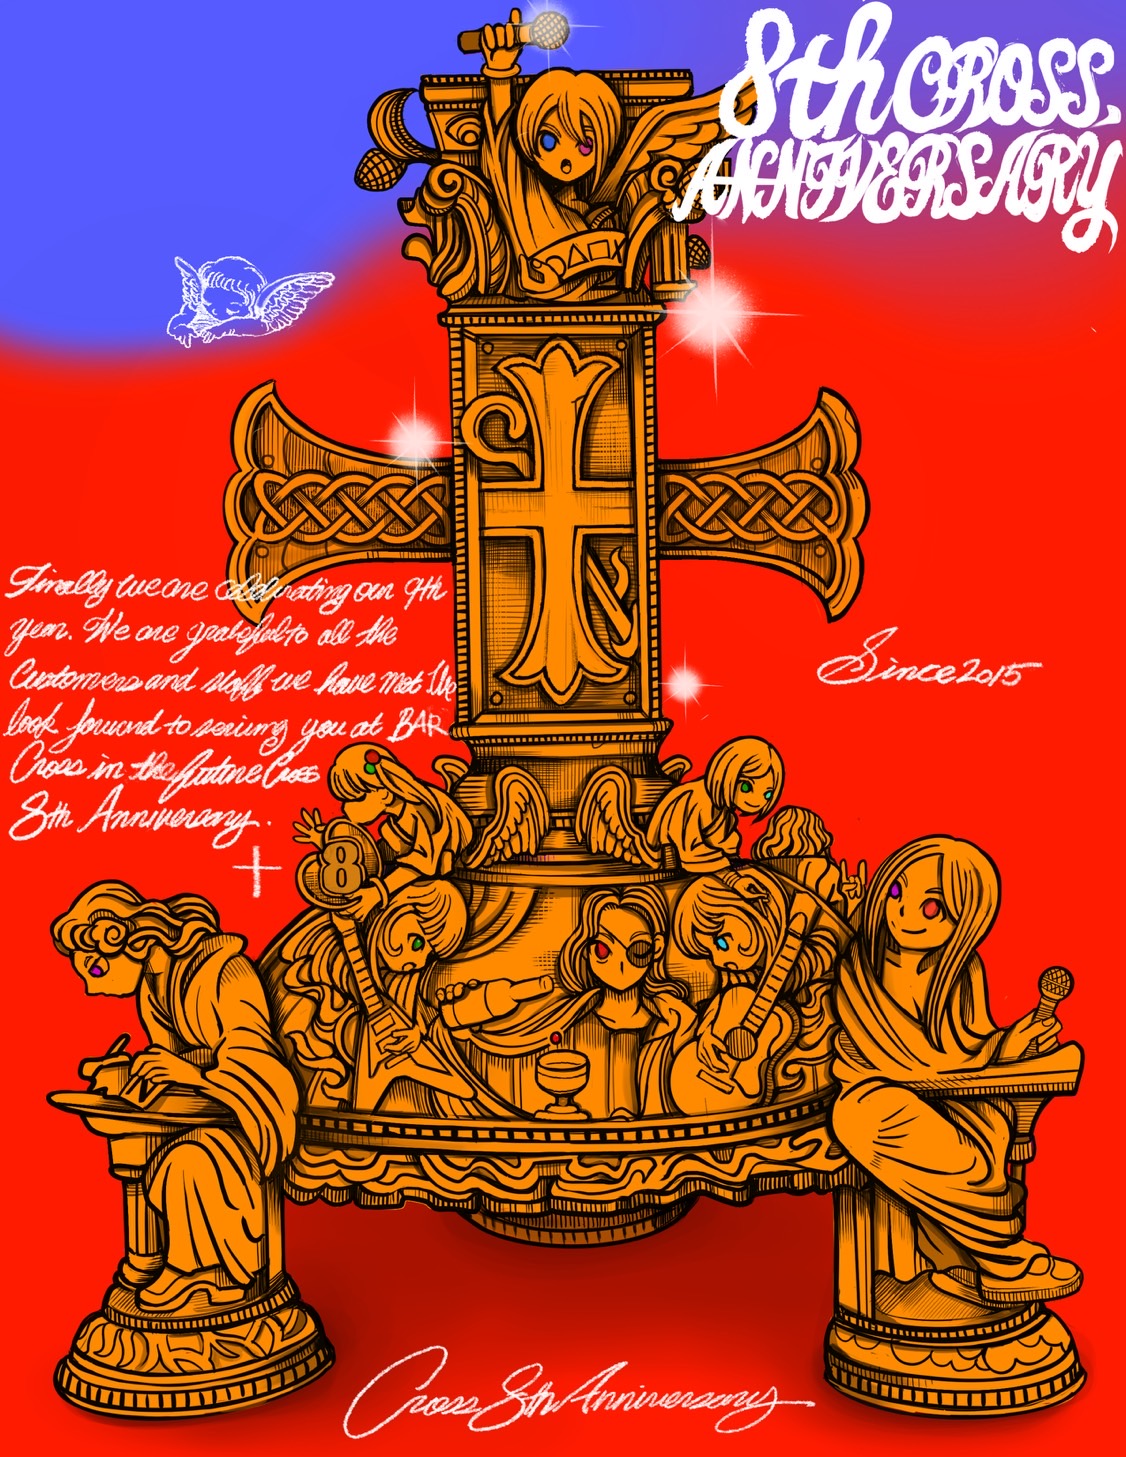 8th CROSS
ANNIVERSARY
Finally we are celebrating our 9th
year. We are grateful to all the
Customers and staff we have met We
look forward to seriung you at BAR
Cross in the future Cross
8th Anniversary.
Since 2015
8
Cross 8th Anniversary